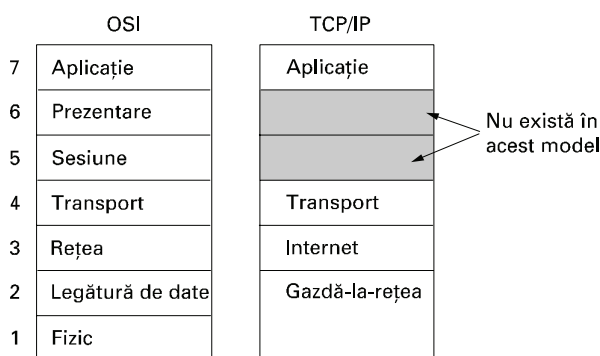 OSI TCP/IP
7 Aplicație Aplicație
6 Prezentare
Nu există în
acest model
5 Sesiune
4 Transport Transport
3 Rețea Internet
2 Legătură de date Gazdă-la-rețea
1 Fizic